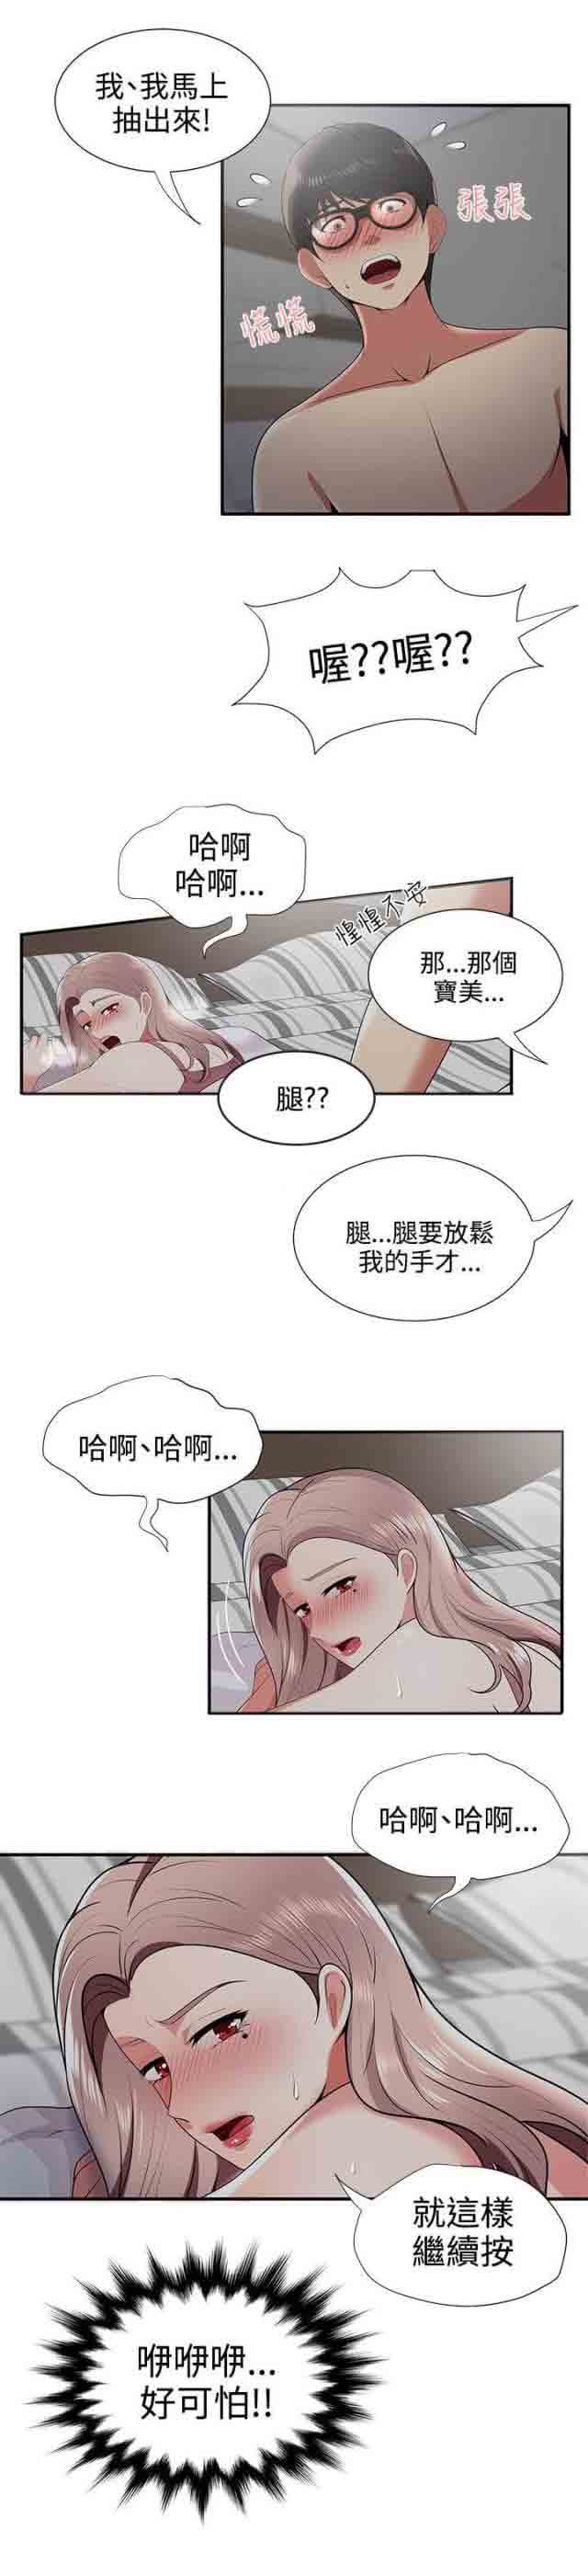 我、我馬上
抽出來!
張張
慌慌
喔??喔??
哈啊
哈啊...
惶惶不安
那...那個
寶美...
腿??
腿...腿要放鬆
我的手才...
哈啊、哈啊...
哈啊、哈啊...
就這樣
繼續按
咿咿咿...
好可怕!!